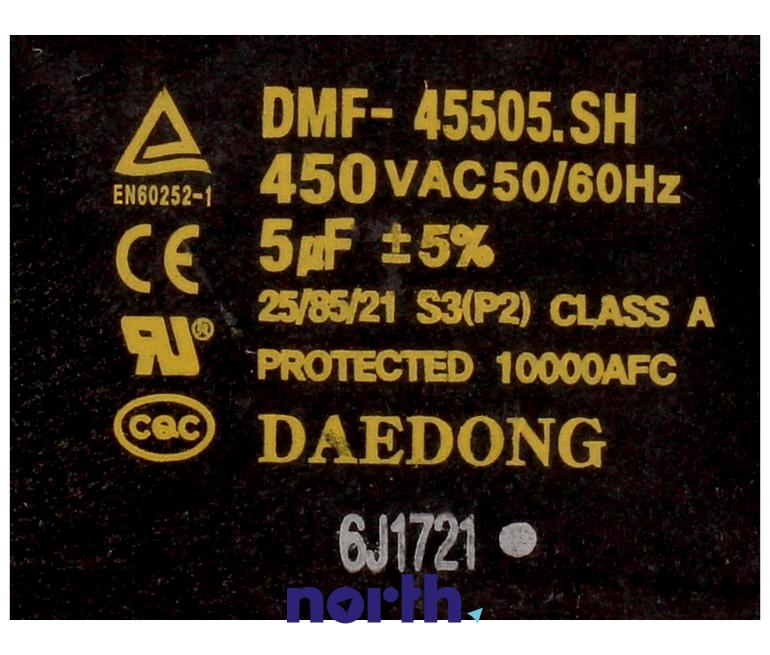 DMF- 45505.SH
450 VAC 50/60Hz
EN60252-1
5µF ±5%
CE
25/85/21 S3(P2) CLASS A
RU®
PROTECTED 10000AFC
CQC
DAEDONG
6J1721
north.